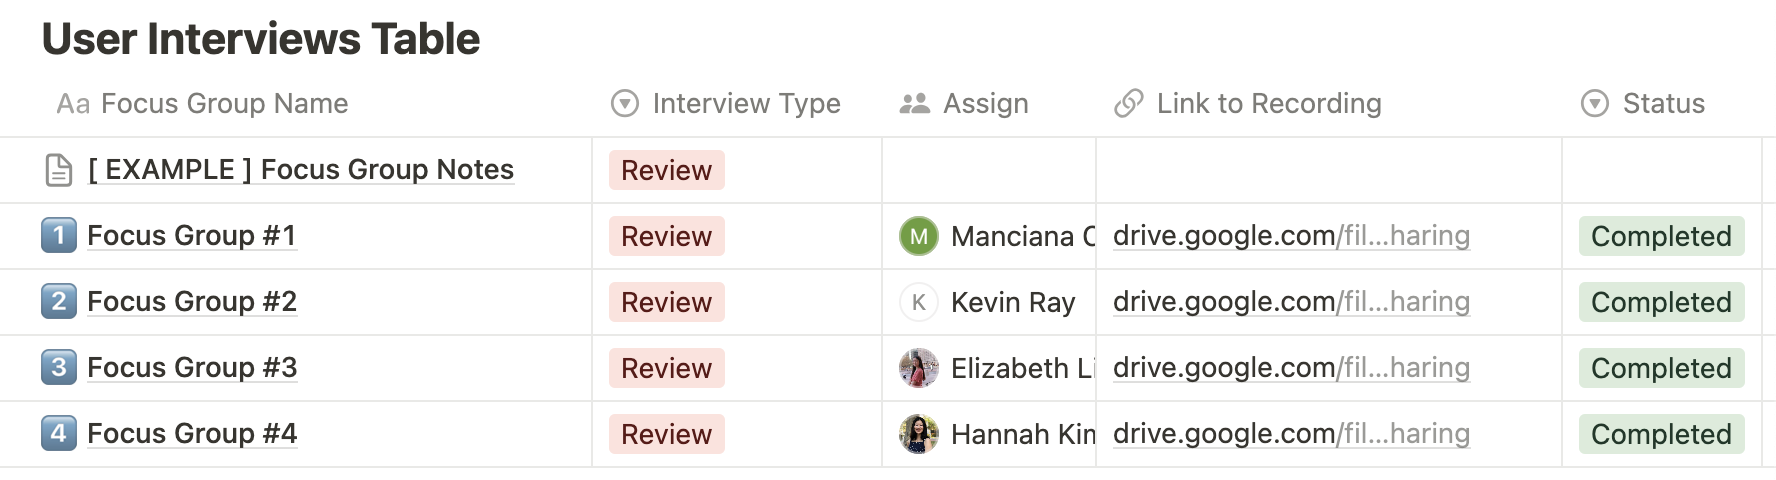 User Interviews Table
Aa Focus Group Name Interview Type Assign Link to Recording Status
[ EXAMPLE ] Focus Group Notes Review
1 Focus Group #1 Review M Manciana drive.google.com/fil...haring Completed
2 Focus Group #2 Review K Kevin Ray drive.google.com/fil...haring Completed
3 Focus Group #3 Review Elizabeth drive.google.com/fil...haring Completed
4 Focus Group #4 Review Hannah Kim drive.google.com/fil...haring Completed